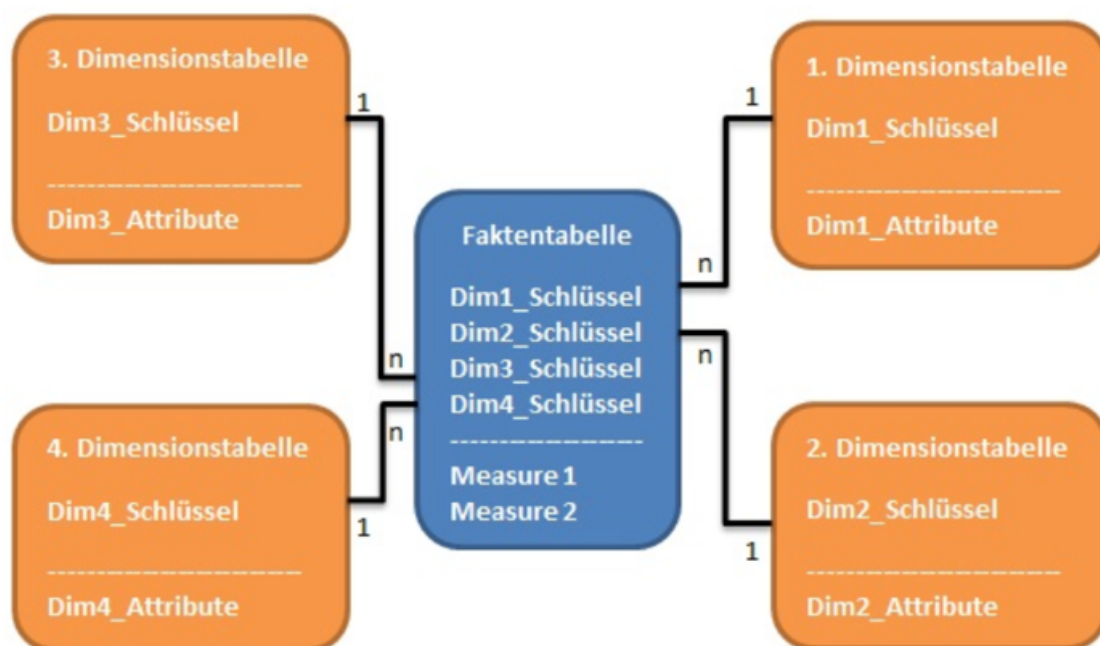 3. Dimensionstabelle
Dim3_Schlüssel
--------------------------------
Dim3_Attribute
1
n
1. Dimensionstabelle
Dim1_Schlüssel
--------------------------------
Dim1_Attribute
1
n
Faktentabelle
Dim1_Schlüssel
Dim2_Schlüssel
Dim3_Schlüssel
Dim4_Schlüssel
------------------------
Measure 1
Measure 2
4. Dimensionstabelle
Dim4_Schlüssel
--------------------------------
Dim4_Attribute
n
1
2. Dimensionstabelle
Dim2_Schlüssel
--------------------------------
Dim2_Attribute
n
1